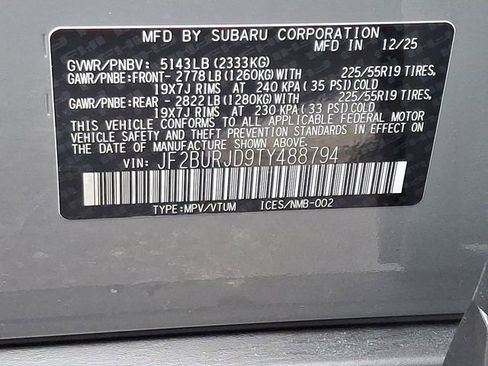 MFD BY SUBARU CORPORATION
MADE IN JAPAN 12/25
GVWR/PNBV: 5143LB (2333KG)
GAWR/PNBE:FRONT- 2778LB(1260KG)WITH 225/55R19 TIRES,
19X7J RIMS AT 240 KPA(35 PSI)COLD
GAWR/PNBE:REAR - 2822LB(1280KG)WITH 225/55R19 TIRES,
19X7J RIMS AT 230 KPA(33 PSI)COLD
THIS VEHICLE CONFORMS TO ALL APPLICABLE FEDERAL MOTOR
VEHICLE SAFETY AND THEFT PREVENTION STANDARDS IN EFFECT
ON THE DATE OF MANUFACTURE SHOWN ABOVE.
VIN: JF2BURJD9TY488794
TYPE:MPV/VTUM ICES/NMB-002